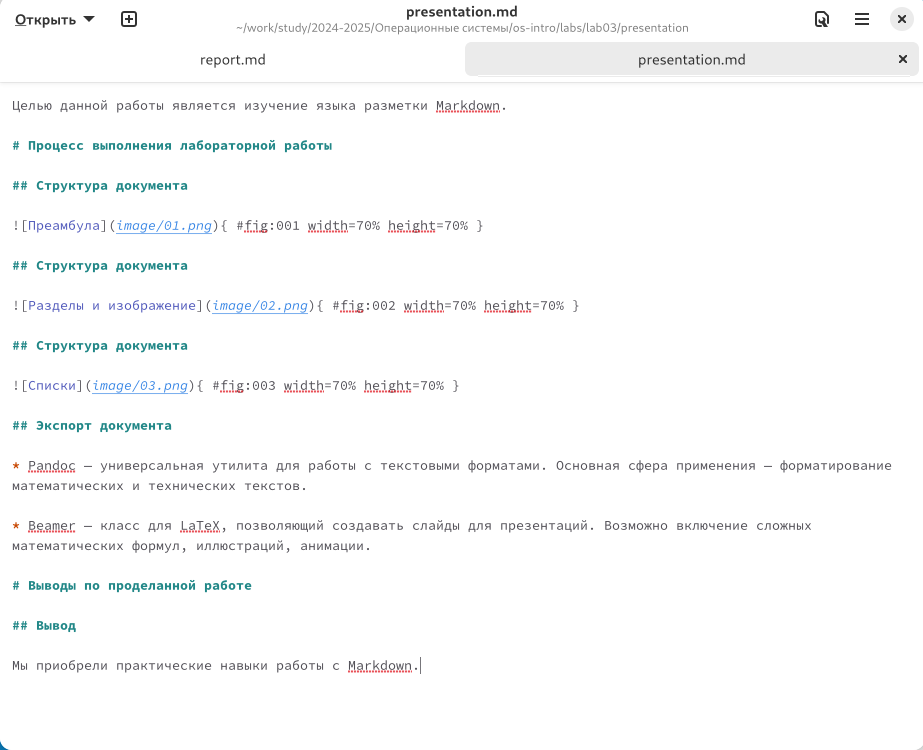 Открыть
presentation.md
~/work/study/2024-2025/Операционные системы/os-intro/labs/lab03/presentation
report.md
presentation.md
Целью данной работы является изучение языка разметки Markdown.
# Процесс выполнения лабораторной работы
## Структура документа
![Преамбула](image/01.png){ #fig:001 width=70% height=70% }
## Структура документа
![Разделы и изображение](image/02.png){ #fig:002 width=70% height=70% }
## Структура документа
![Списки](image/03.png){ #fig:003 width=70% height=70% }
## Экспорт документа
* Pandoc — универсальная утилита для работы с текстовыми форматами. Основная сфера применения — форматирование
математических и технических текстов.
* Beamer — класс для LaTeX, позволяющий создавать слайды для презентаций. Возможно включение сложных
математических формул, иллюстраций, анимации.
# Выводы по проделанной работе
## Вывод
Мы приобрели практические навыки работы с Markdown.